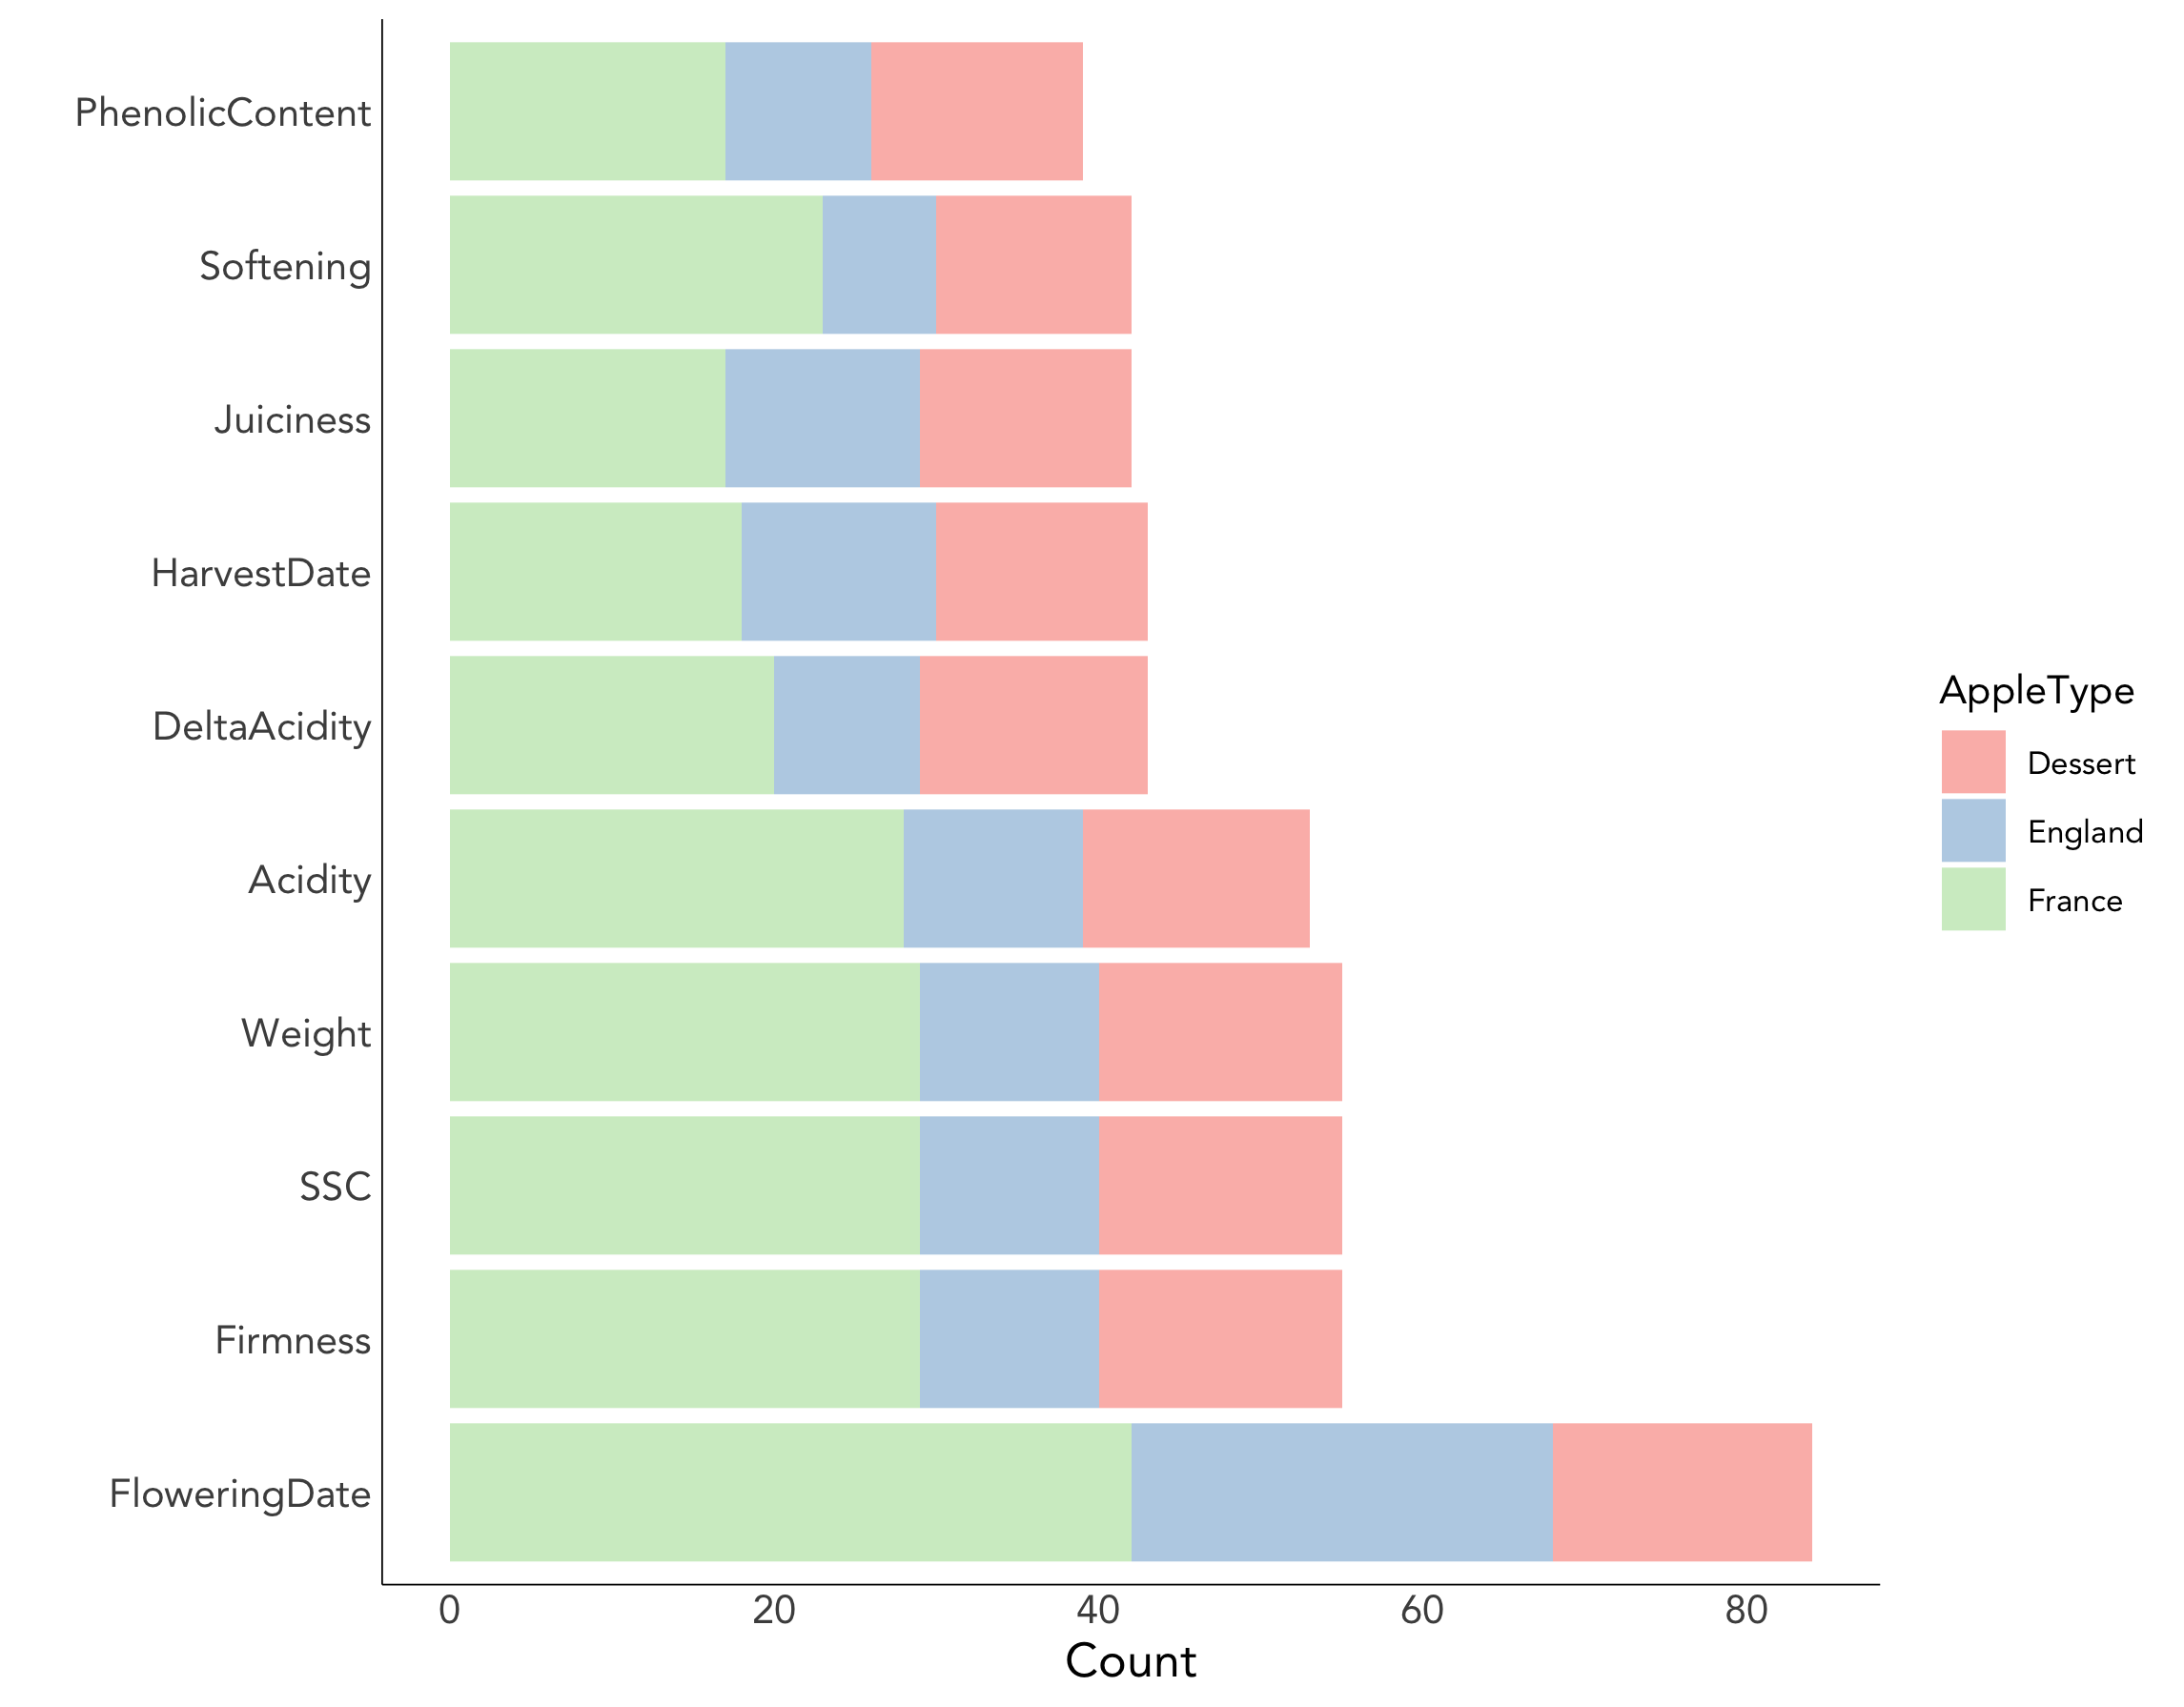 PhenolicContent
Softening
Juiciness
HarvestDate
DeltaAcidity
Acidity
Weight
SSC
Firmness
FloweringDate
0 20 40 60 80
Count
AppleType
Dessert
England
France